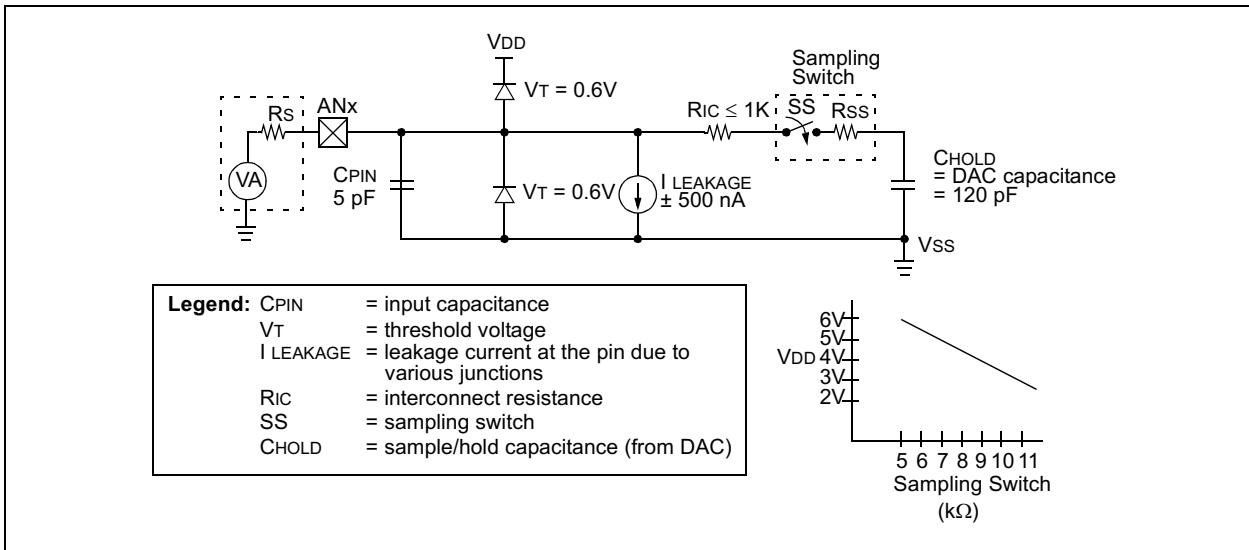 VDD
Sampling
Switch
VT = 0.6V
RS
ANx
RIC ≤ 1K
SS
RSS
VA
CPIN
5 pF
VT = 0.6V
I LEAKAGE
± 500 nA
CHOLD
= DAC capacitance
= 120 pF
VSS
Legend: CPIN = input capacitance
VT = threshold voltage
I LEAKAGE = leakage current at the pin due to
various junctions
RIC = interconnect resistance
SS = sampling switch
CHOLD = sample/hold capacitance (from DAC)
6V
5V
VDD 4V
3V
2V
5 6 7 8 9 10 11
Sampling Switch
(kΩ)